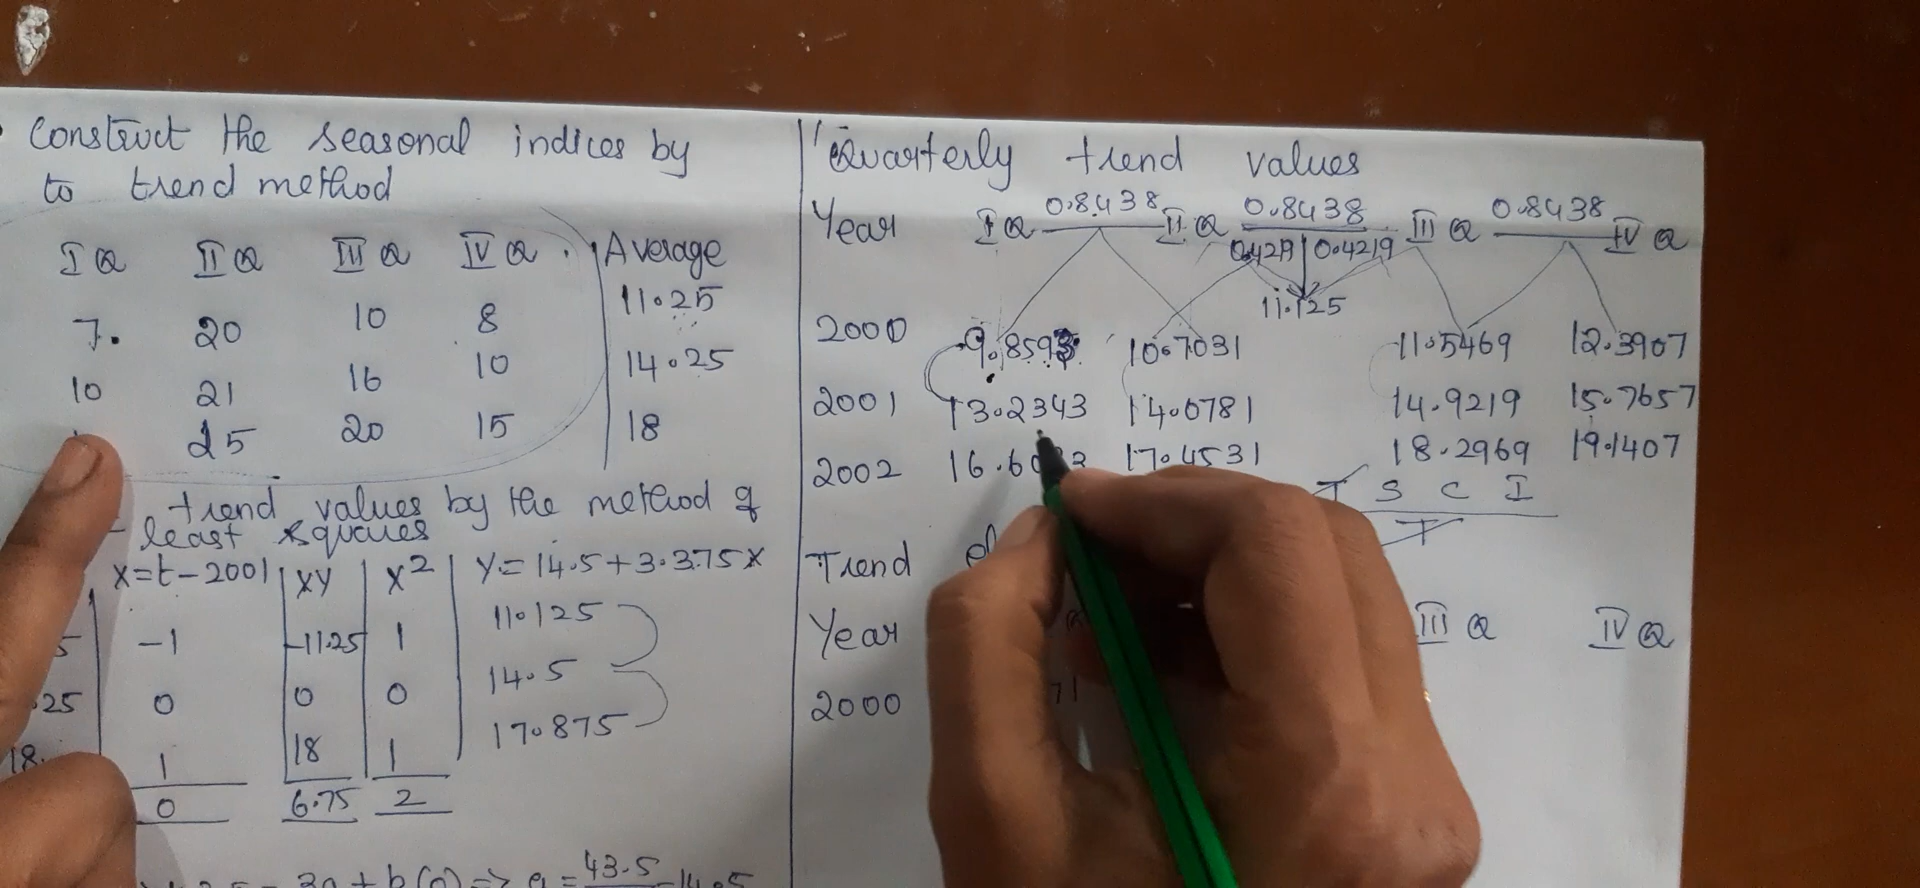 Construct the seasonal indices by
to trend method
I Q II Q III Q IV Q Average
7. 20 10 8 11.25
10 21 16 10 14.25
25 20 15 18
trend values by the method of
least squares
x=t-2001 XY X2 Y=14.5+3.375x
-1 -11.25 1 11.125
.25 0 0 0 14.5
18. 1 18 1 17.875
0 6.75 2
43.5
Quarterly trend values
0.8438 0.8438 0.8438
Year I Q II Q III Q IV Q
0.4219 0.4219
11.125
2000 9.8593 10.7031 11.5469 12.3907
2001 13.2343 14.0781 14.9219 15.7657
2002 17.4531 18.2969 19.1407
T S C I
T
Trend
Year III Q IV Q
2000